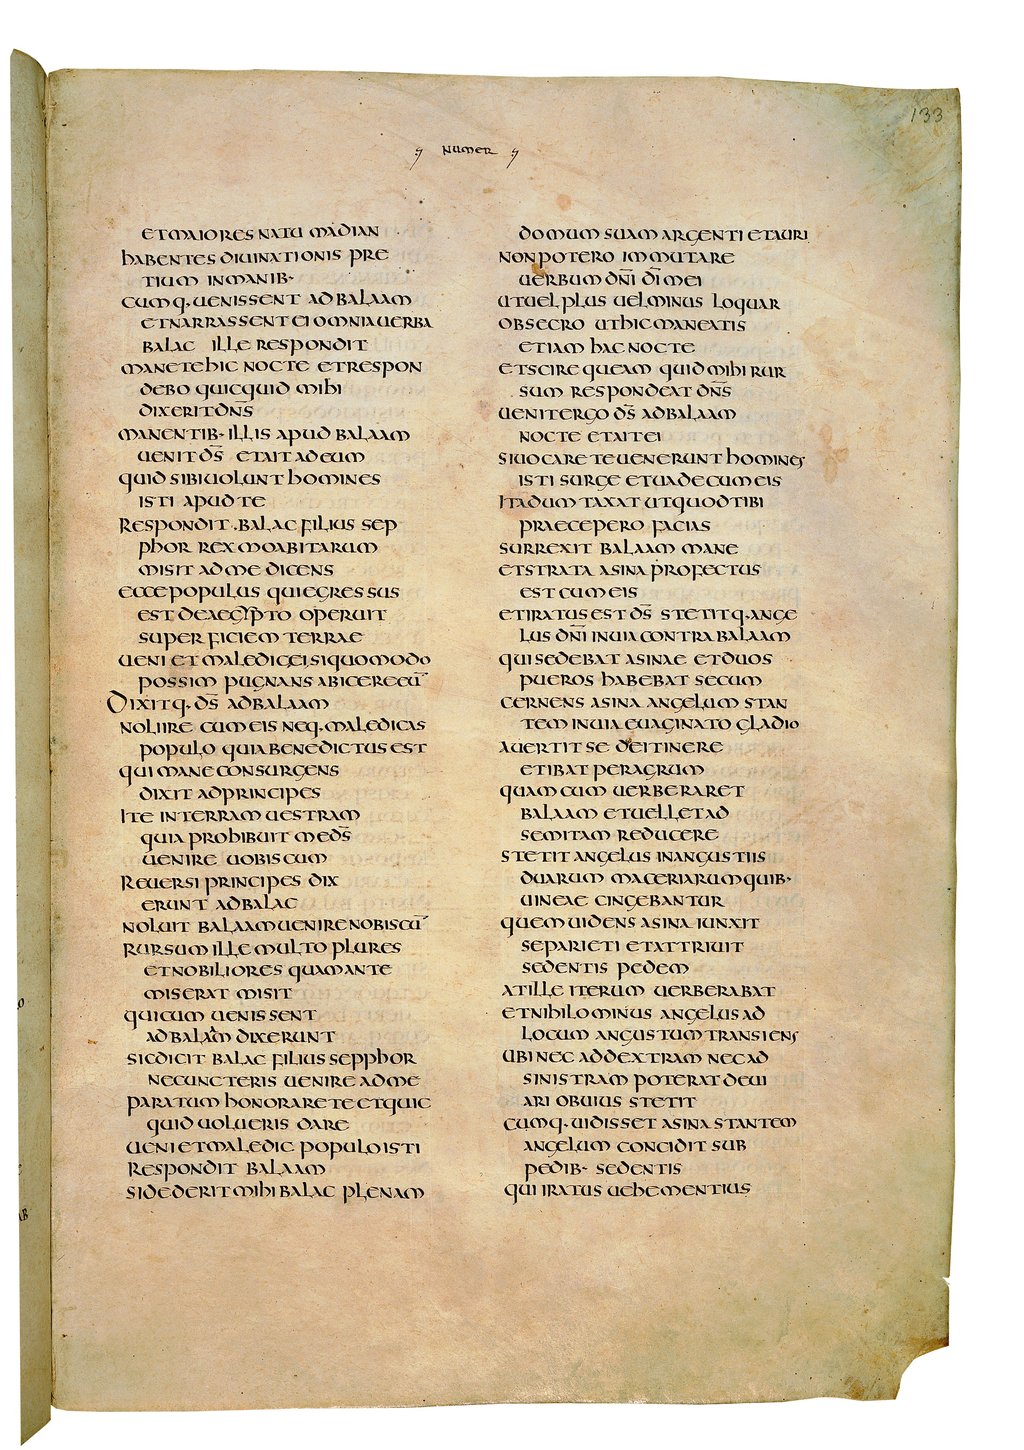 133
NUMER
ET MAIORES NATU MADIAN
HABENTES DIUINATIONIS PRE
TIUM IN MANIB·
CUMQ· UENISSENT AD BALAAM
ET NARRASSENT EI OMNIA UERBA
BALAC ILLE RESPONDIT
MANETE HIC NOCTE ET RESPON
DEBO QUICQUID MIHI
DIXERIT DN̅S
MANENTIB· ILLIS APUD BALAAM
UENIT D̅S ET AIT AD EUM
QUID SIBI UOLUNT HOMINES
ISTI APUD TE
RESPONDIT BALAC FILIUS SEP
PHOR REX MOABITARUM
MISIT AD ME DICENS
ECCE POPULUS QUI EGRESSUS
EST DE AEGYPTO OPERUIT
SUPERFICIEM TERRAE
UENI ET MALEDIC EI SI QUO MODO
POSSIM PUGNANS ABICERE EU̅
DIXITQ· D̅S AD BALAAM
NOLI IRE CUM EIS NEQ· MALEDICAS
POPULO QUIA BENEDICTUS EST
QUI MANE CONSURGENS
DIXIT AD PRINCIPES
ITE IN TERRAM UESTRAM
QUIA PROHIBUIT ME D̅S
UENIRE UOBISCUM
REUERSI PRINCIPES DIX
ERUNT AD BALAC
NOLUIT BALAAM UENIRE NOBISCU̅
RURSUM ILLE MULTO PLURES
ET NOBILIORES QUAM ANTE
MISERAT MISIT
QUI CUM UENISSENT
AD BALAAM DIXERUNT
SIC DICIT BALAC FILIUS SEPPHOR
NE CUNCTERIS UENIRE AD ME
PARATUM HONORARE TE ET QUIC
QUID UOLUERIS DARE
UENI ET MALEDIC POPULO ISTI
RESPONDIT BALAAM
SI DEDERIT MIHI BALAC PLENAM
DOMUM SUAM ARGENTI ET AURI
NON POTERO IMMUTARE
UERBUM DN̅I D̅I MEI
UT UEL PLUS UEL MINUS LOQUAR
OBSECRO UT HIC MANEATIS
ETIAM HAC NOCTE
ET SCIRE QUEAM QUID MIHI RUR
SUM RESPONDEAT DN̅S
UENIT ERGO D̅S AD BALAAM
NOCTE ET AIT EI
SI UOCARE TE UENERUNT HOMINES
ISTI SURGE ET UADE CUM EIS
ITA DUMTAXAT UT QUOD TIBI
PRAECEPERO FACIAS
SURREXIT BALAAM MANE
ET STRATA ASINA PROFECTUS
EST CUM EIS
ET IRATUS EST D̅S STETITQ· ANGE
LUS DN̅I IN UIA CONTRA BALAAM
QUI SEDEBAT ASINAE ET DUOS
PUEROS HABEBAT SECUM
CERNENS ASINA ANGELUM STAN
TEM IN UIA EUAGINATO GLADIO
AUERTIT SE DE ITINERE
ET IBAT PER AGRUM
QUAM CUM UERBERARET
BALAAM ET UELLET AD
SEMITAM REDUCERE
STETIT ANGELUS IN ANGUSTIIS
DUARUM MACERIARUM QUIB·
UINEAE CINGEBANTUR
QUEM UIDENS ASINA IUNXIT
SE PARIETI ET ATTRIUIT
SEDENTIS PEDEM
AT ILLE ITERUM UERBERABAT
ET NIHILOMINUS ANGELUS AD
LOCUM ANGUSTUM TRANSIENS
UBI NEC AD DEXTRAM NEC AD
SINISTRAM POTERAT DEUI
ARI OBUIUS STETIT
CUMQ· UIDISSET ASINA STANTEM
ANGELUM CONCIDIT SUB
PEDIB· SEDENTIS
QUI IRATUS UEHEMENTIUS